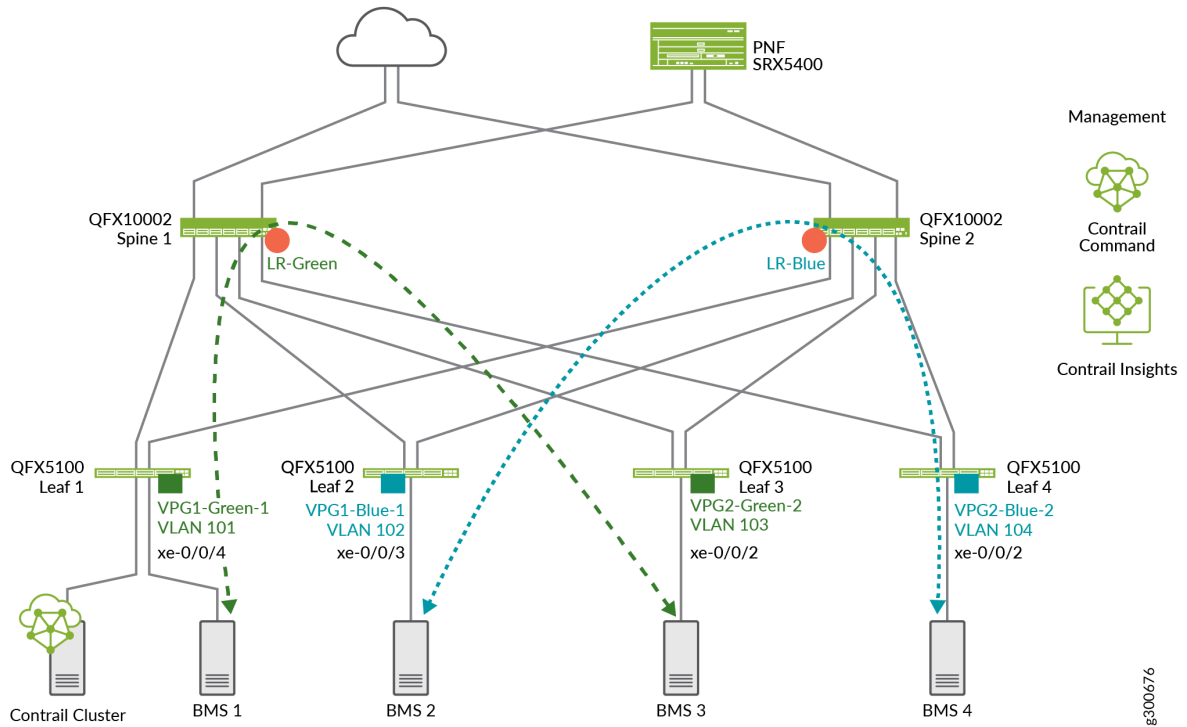 PNF
SRX5400
Management
Contrail
Command
Contrail Insights
QFX10002
Spine 1
LR-Green
QFX10002
Spine 2
LR-Blue
QFX5100
Leaf 1
VPG1-Green-1
VLAN 101
xe-0/0/4
QFX5100
Leaf 2
VPG1-Blue-1
VLAN 102
xe-0/0/3
QFX5100
Leaf 3
VPG2-Green-2
VLAN 103
xe-0/0/2
QFX5100
Leaf 4
VPG2-Blue-2
VLAN 104
xe-0/0/2
Contrail Cluster
BMS 1
BMS 2
BMS 3
BMS 4
g300676